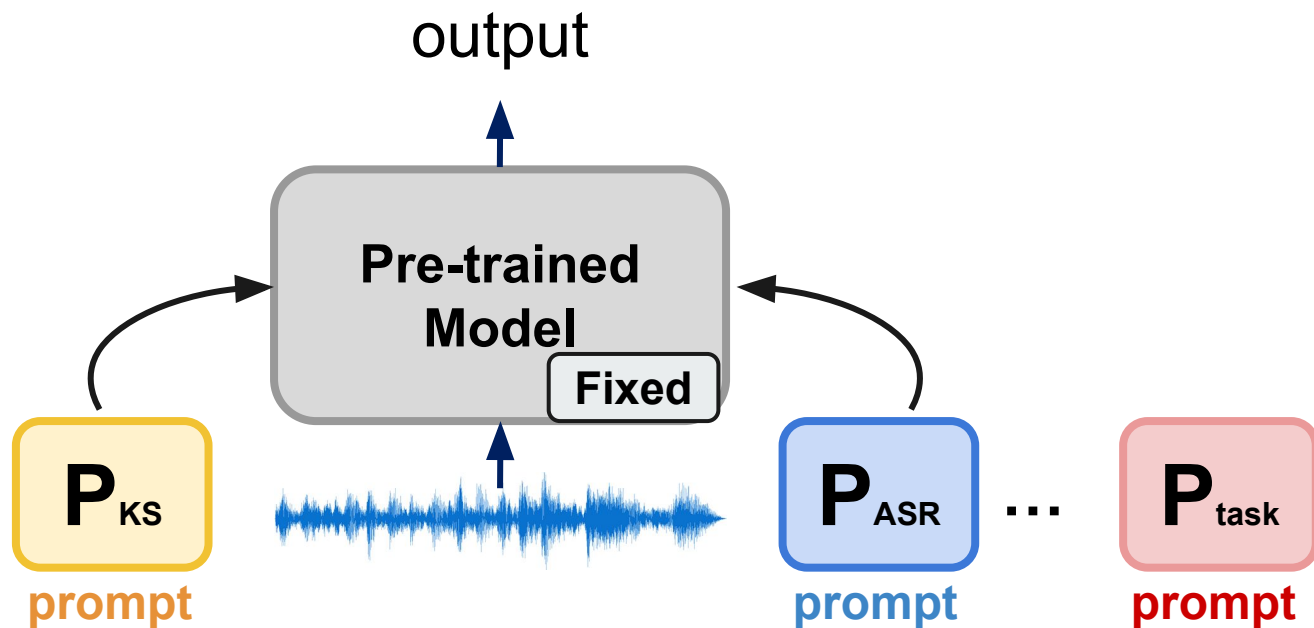 output
Pre-trained
Model
Fixed
P KS
P ASR
...
P task
prompt
prompt
prompt